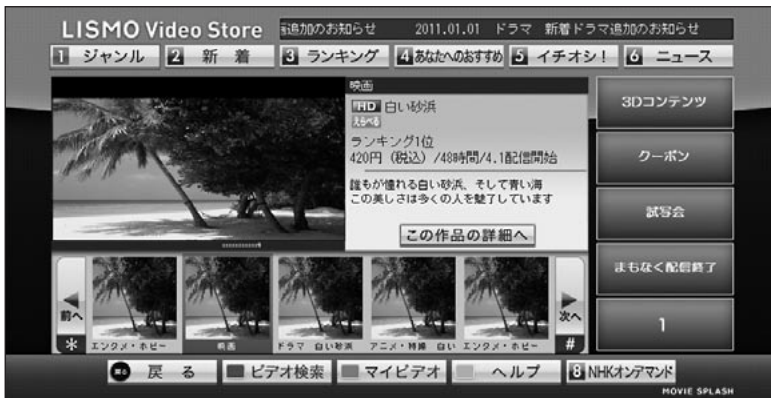 LISMO Video Store
追加のお知らせ 2011.01.01 ドラマ 新着ドラマ追加のお知らせ
1 ジャンル 2 新着 3 ランキング 4 あなたへのおすすめ 5 イチオシ! 6 ニュース
映画
HD 白い砂浜
えらべる
ランキング1位
420円(税込)/48時間/4.1配信開始
誰もが憧れる白い砂浜、そして青い海
この美しさは多くの人を魅了しています
この作品の詳細へ
3Dコンテンツ
クーポン
試写会
まもなく配信終了
1
前へ
*
エンタメ・ホビー 映画 ドラマ 白い砂浜 アニメ・特撮 白い エンタメ・ホビー
次へ
#
戻る 戻る ビデオ検索 マイビデオ ヘルプ 8 NHKオンデマンド
MOVIE SPLASH